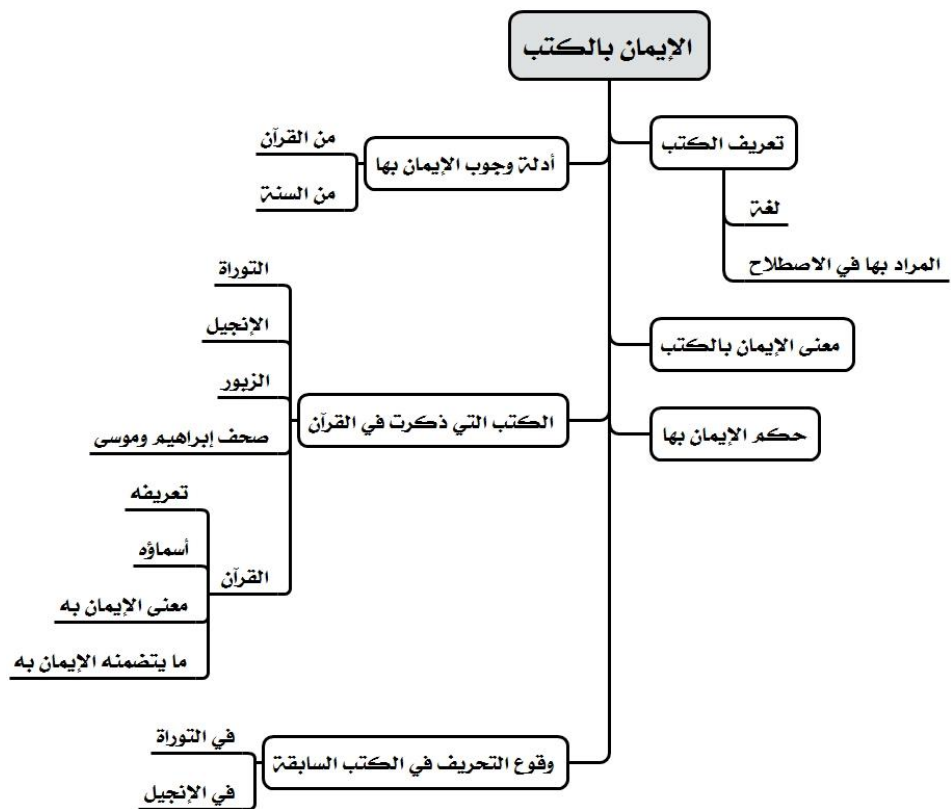 الإيمان بالكتب
تعريف الكتب
لغة
المراد بها في الاصطلاح
معنى الإيمان بالكتب
حكم الإيمان بها
أدلة وجوب الإيمان بها
من القرآن
من السنة
الكتب التي ذكرت في القرآن
التوراة
الإنجيل
الزبور
صحف إبراهيم وموسى
القرآن
تعريفه
أسماؤه
معنى الإيمان به
ما يتضمنه الإيمان به
وقوع التحريف في الكتب السابقة
في التوراة
في الإنجيل